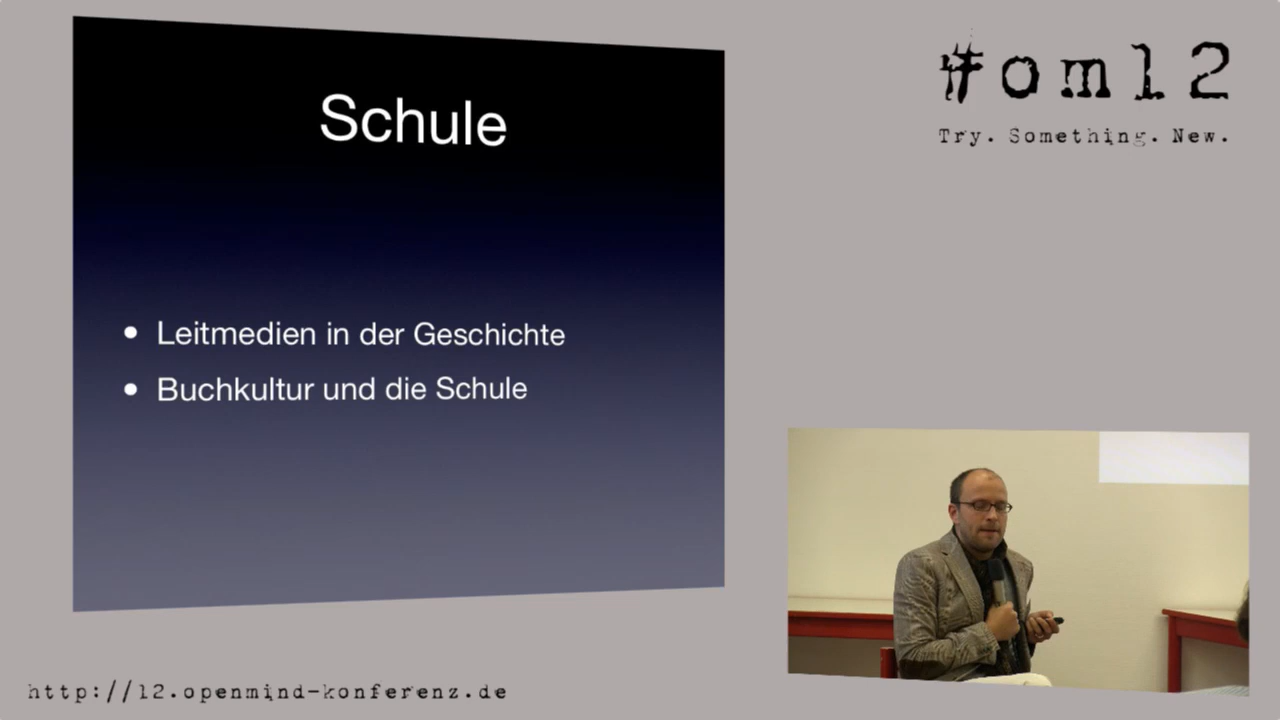 Schule
• Leitmedien in der Geschichte
• Buchkultur und die Schule
#om12
Try. Something. New.
http://12.openmind-konferenz.de